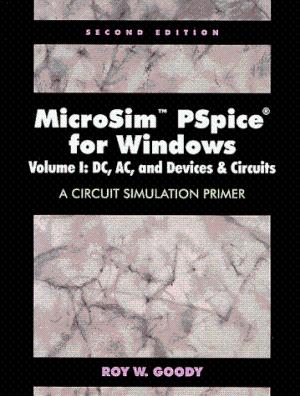 SECOND EDITION
MicroSim™ PSpice®
for Windows
Volume I: DC, AC, and Devices & Circuits
A CIRCUIT SIMULATION PRIMER
ROY W. GOODY